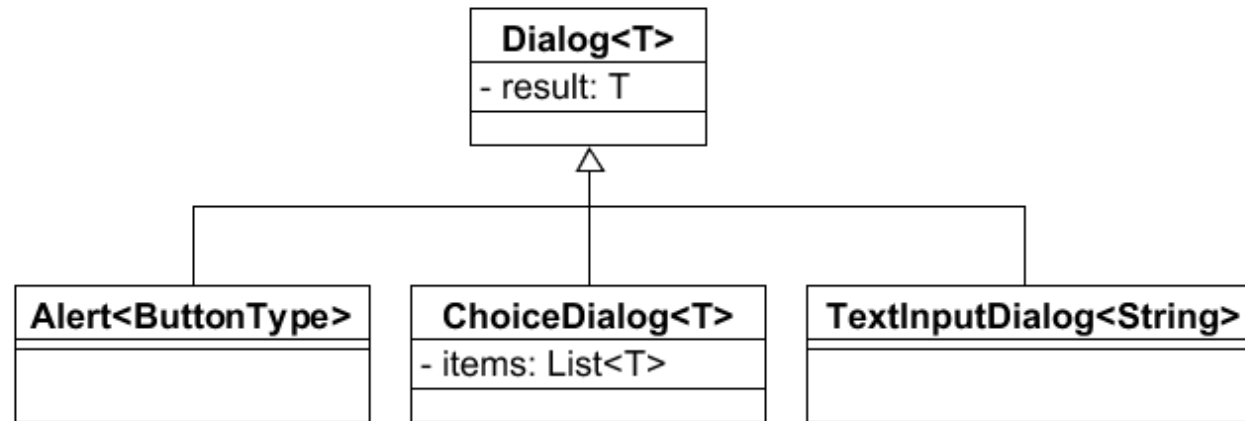 Dialog<T>
- result: T
Alert<ButtonType>
ChoiceDialog<T>
- items: List<T>
TextInputDialog<String>